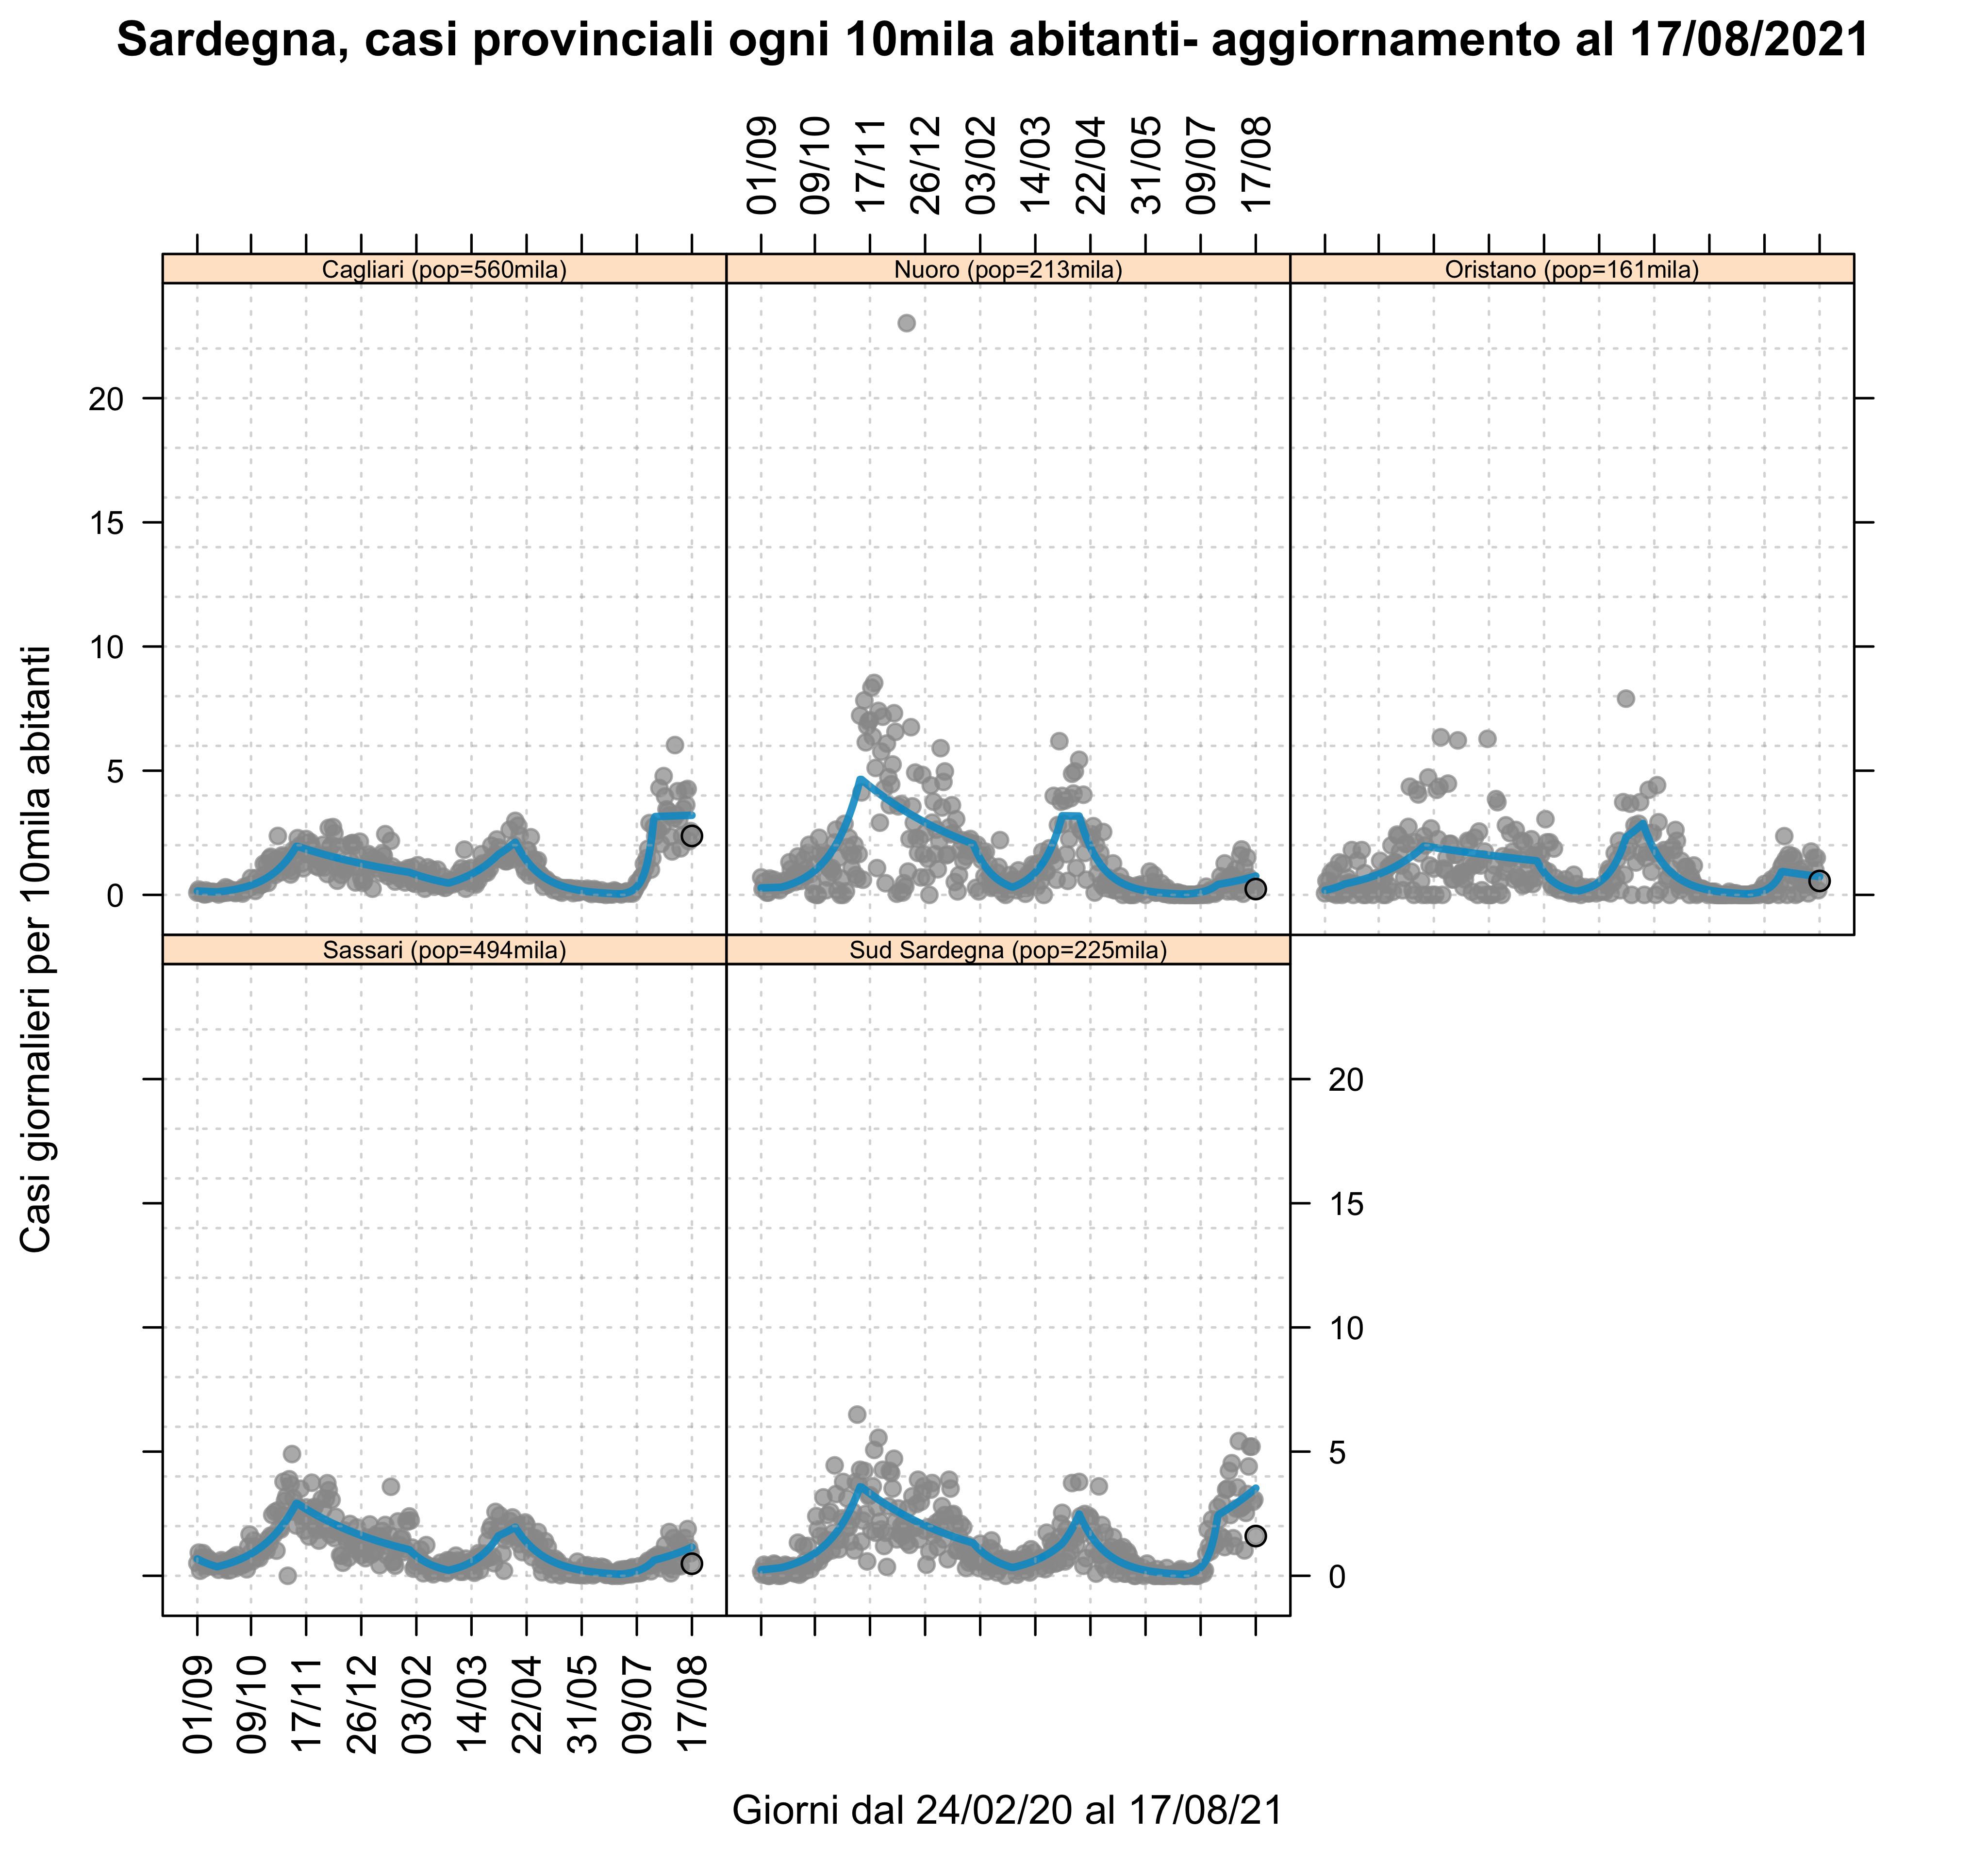 Sardegna, casi provinciali ogni 10mila abitanti- aggiornamento al 17/08/2021
01/09 09/10 17/11 26/12 03/02 14/03 22/04 31/05 09/07 17/08
Cagliari (pop=560mila) Nuoro (pop=213mila) Oristano (pop=161mila)
20
15
10
5
0
Casi giornalieri per 10mila abitanti
Sassari (pop=494mila) Sud Sardegna (pop=225mila)
20
15
10
5
0
01/09 09/10 17/11 26/12 03/02 14/03 22/04 31/05 09/07 17/08
Giorni dal 24/02/20 al 17/08/21